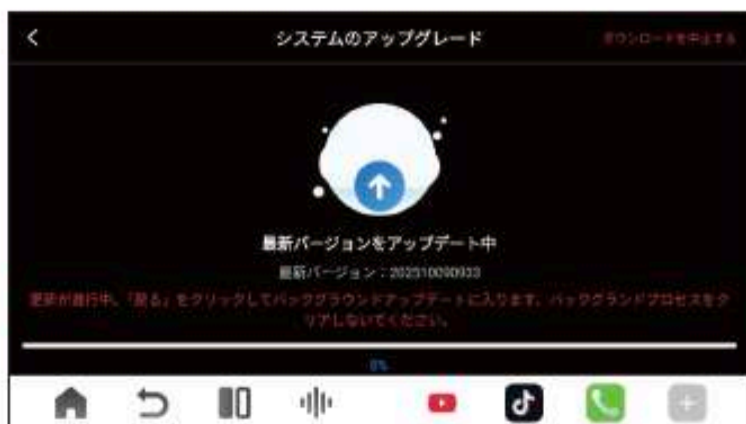 システムのアップグレード
ダウンロードを中止する
最新バージョンをアップデート中
最新バージョン：202310090933
更新が進行中。「戻る」をクリックしてバックグラウンドアップデートに入ります。バックグランドプロセスをク
リアしないでください。
0%